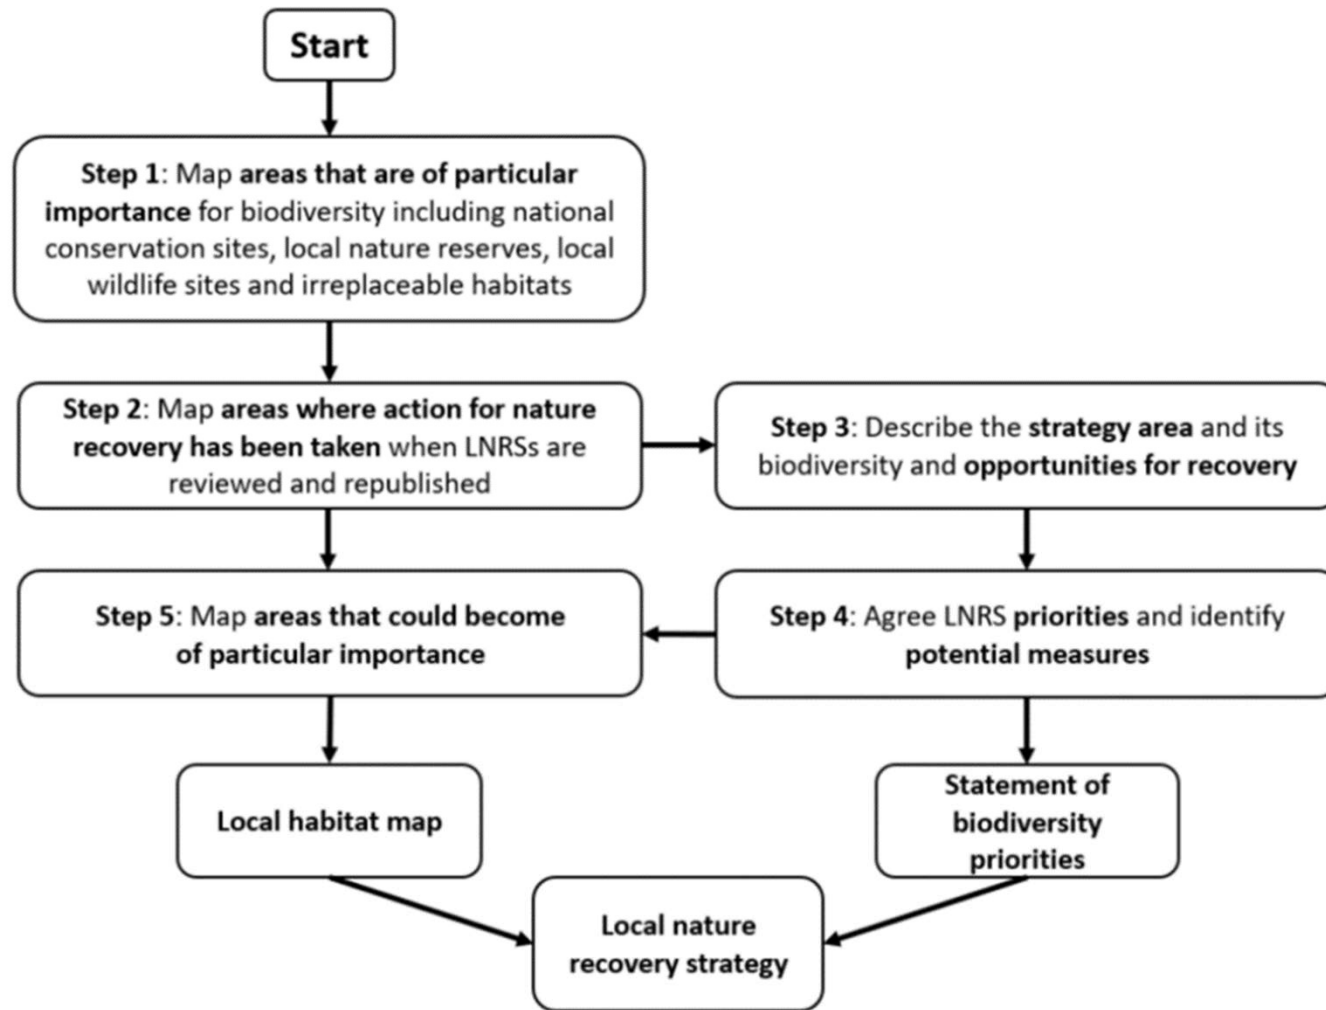 Start
Step 1: Map areas that are of particular
importance for biodiversity including national
conservation sites, local nature reserves, local
wildlife sites and irreplaceable habitats
Step 2: Map areas where action for nature
recovery has been taken when LNRSs are
reviewed and republished
Step 3: Describe the strategy area and its
biodiversity and opportunities for recovery
Step 5: Map areas that could become
of particular importance
Step 4: Agree LNRS priorities and identify
potential measures
Local habitat map
Statement of
biodiversity
priorities
Local nature
recovery strategy